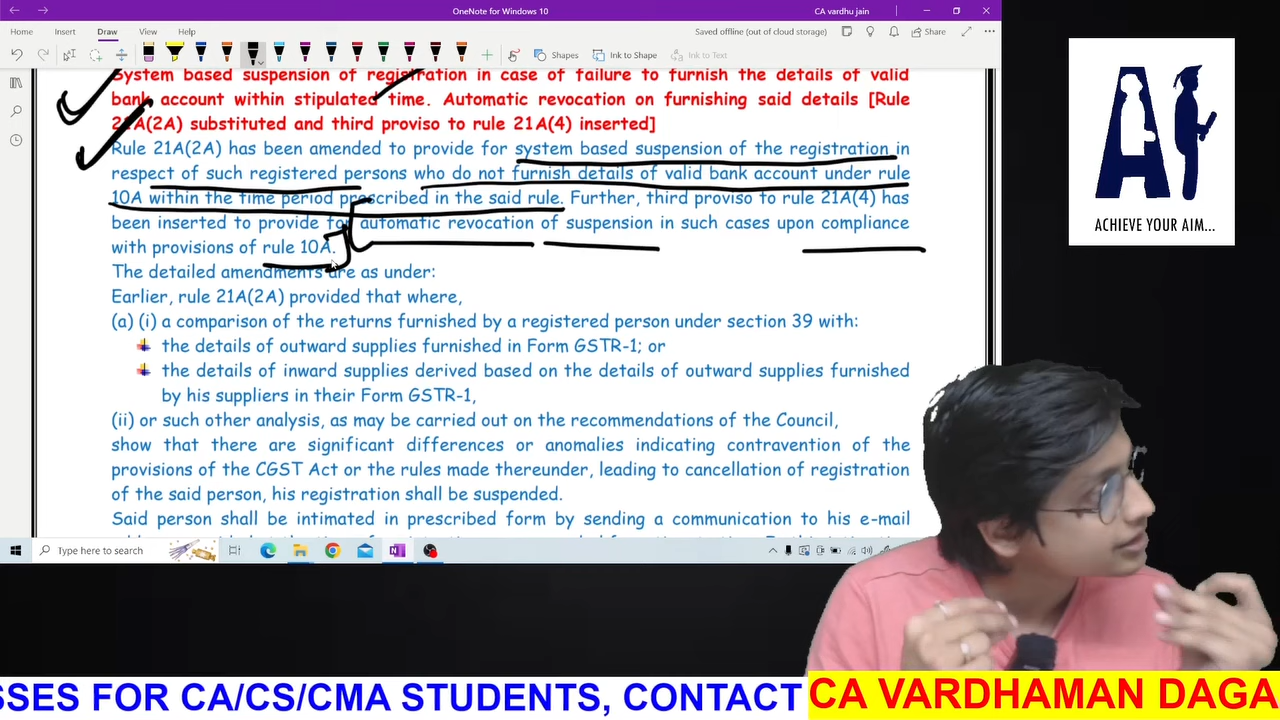 OneNote for Windows 10
CA vardhu jain
Home Insert Draw View Help
Saved offline (out of cloud storage)
Share
Shapes
Ink to Shape
Ink to Text
System based suspension of registration in case of failure to furnish the details of valid
bank account within stipulated time. Automatic revocation on furnishing said details [Rule
21A(2A) substituted and third proviso to rule 21A(4) inserted]
Rule 21A(2A) has been amended to provide for system based suspension of the registration in
respect of such registered persons who do not furnish details of valid bank account under rule
10A within the time period prescribed in the said rule. Further, third proviso to rule 21A(4) has
been inserted to provide for automatic revocation of suspension in such cases upon compliance
with provisions of rule 10A.
The detailed amendments are as under:
Earlier, rule 21A(2A) provided that where,
(a) (i) a comparison of the returns furnished by a registered person under section 39 with:
the details of outward supplies furnished in Form GSTR-1; or
the details of inward supplies derived based on the details of outward supplies furnished
by his suppliers in their Form GSTR-1,
(ii) or such other analysis, as may be carried out on the recommendations of the Council,
show that there are significant differences or anomalies indicating contravention of the
provisions of the CGST Act or the rules made thereunder, leading to cancellation of registration
of the said person, his registration shall be suspended.
Said person shall be intimated in prescribed form by sending a communication to his e-mail
Type here to search
A
ACHIEVE YOUR AIM...
SSES FOR CA/CS/CMA STUDENTS, CONTACT CA VARDHAMAN DAGA